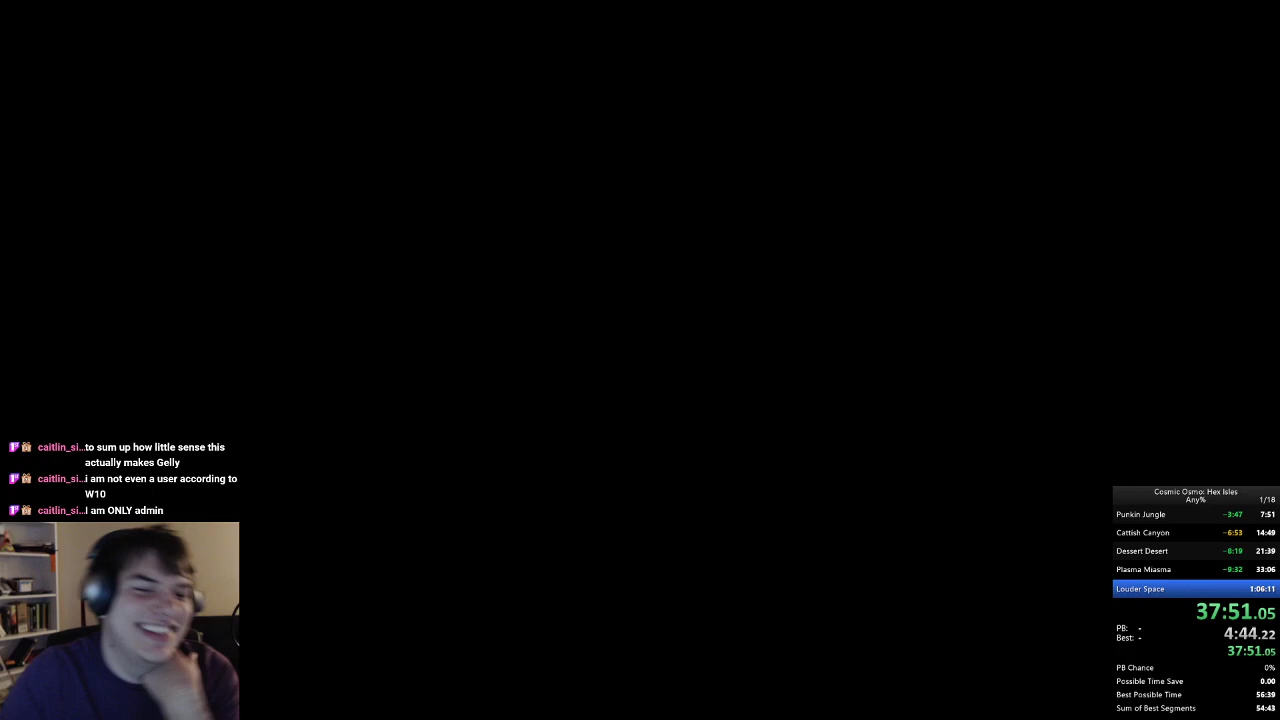 caitlin_si...to sum up how little sense this
actually makes Gelly
caitlin_si...i am not even a user according to
W10
caitlin_si...I am ONLY admin
Cosmic Osmo: Hex Isles
Any% 1/18
Punkin Jungle −3:47 7:51
Cattish Canyon −6:53 14:49
Dessert Desert −8:19 21:39
Plasma Miasma −9:32 33:06
Louder Space 1:06:11
37:51.05
PB: - 4:44.22
Best: -
37:51.05
PB Chance 0%
Possible Time Save 0.00
Best Possible Time 56:39
Sum of Best Segments 54:43